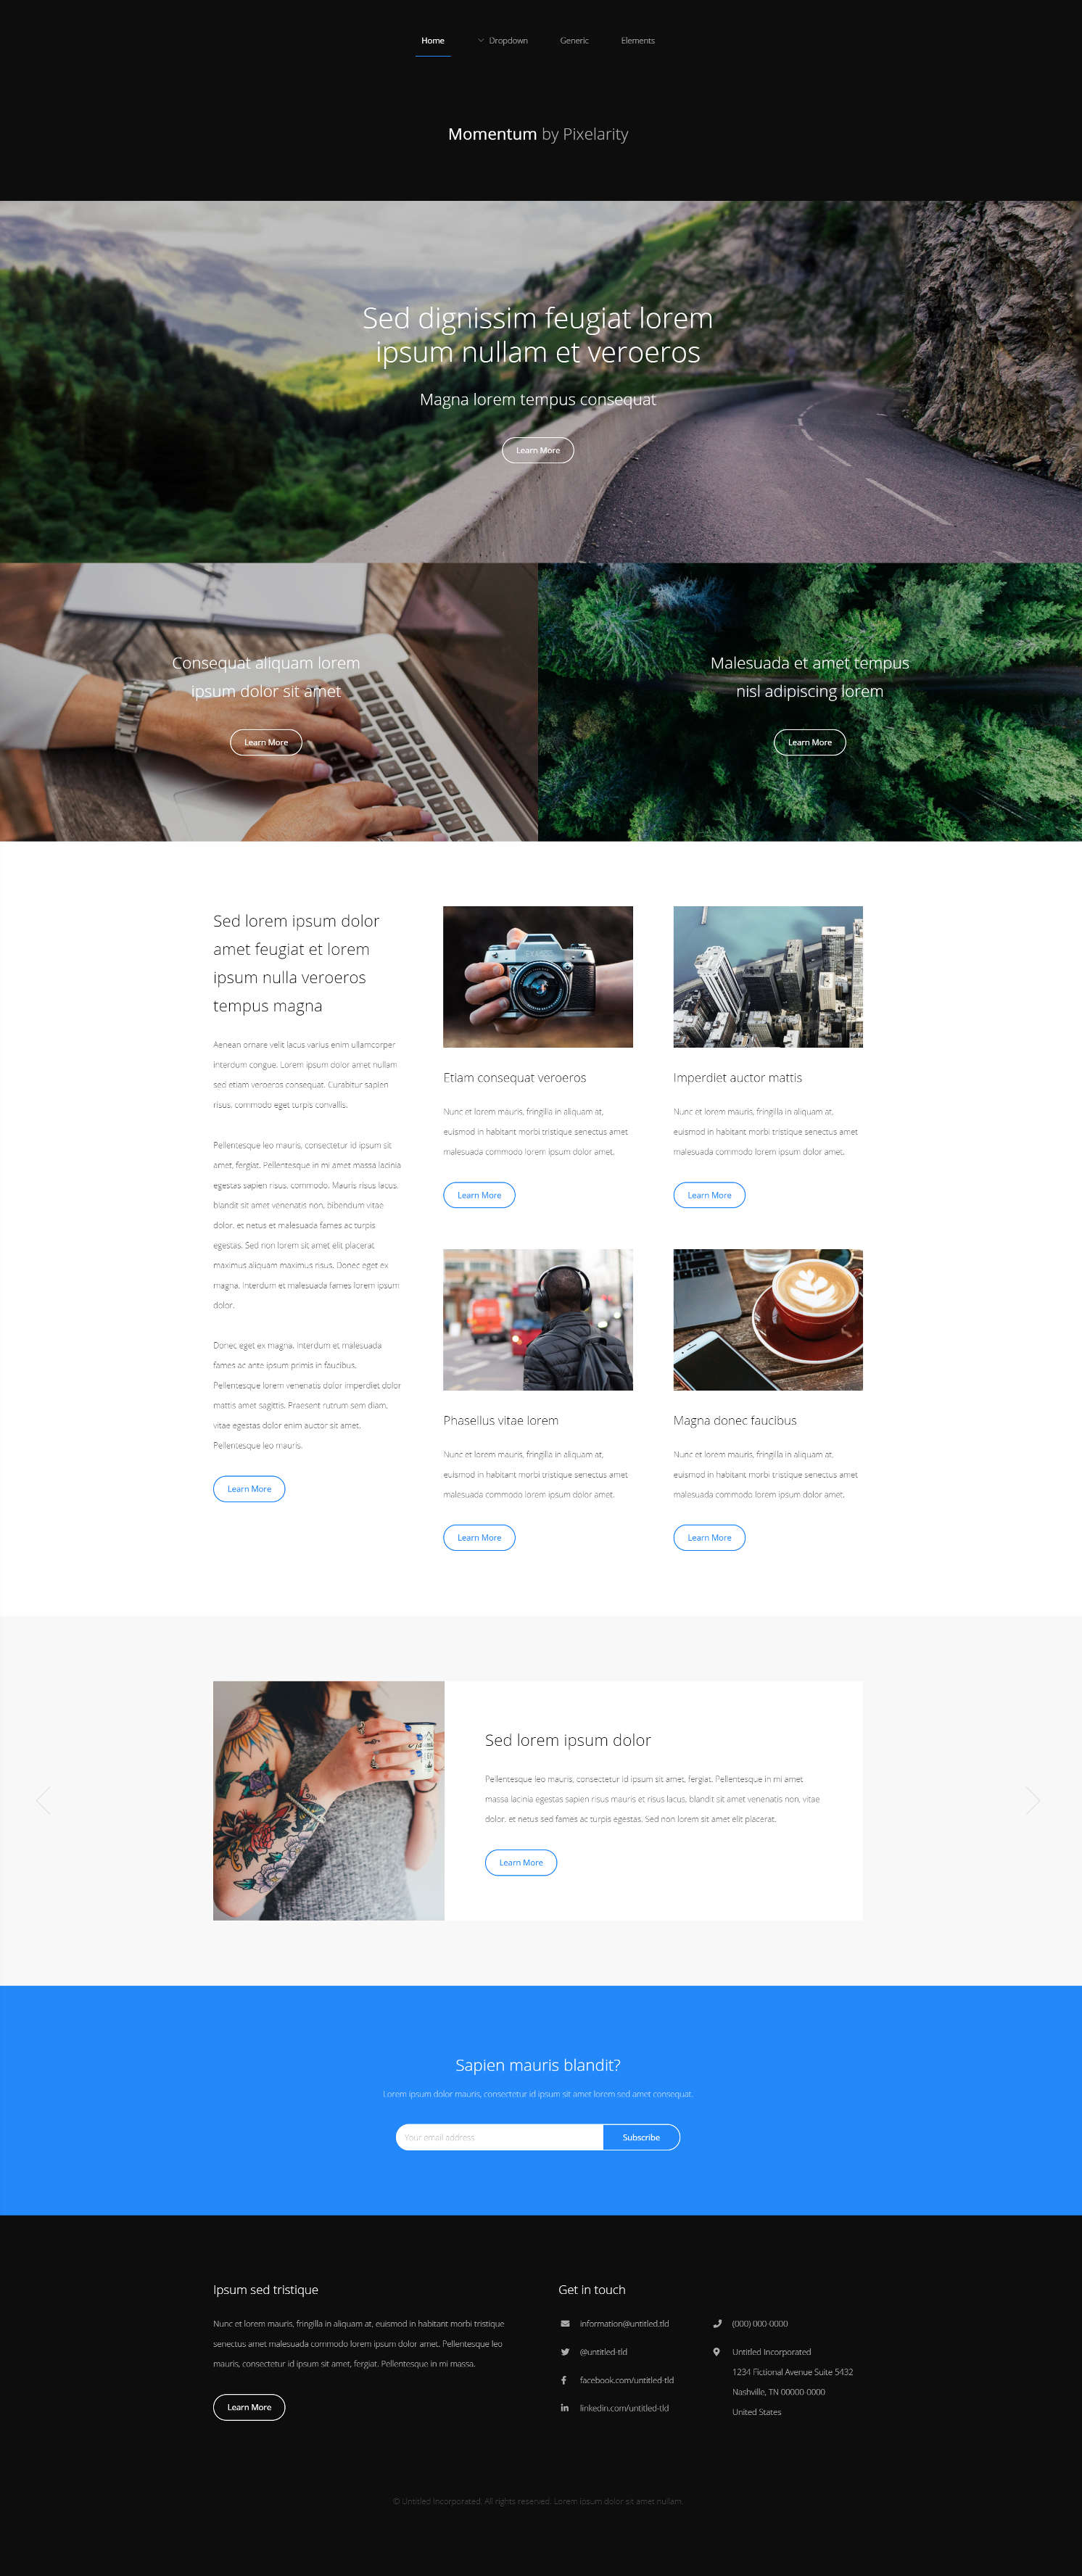 Home
Dropdown
Generic
Elements
Momentum by Pixelarity
Sed dignissim feugiat lorem
ipsum nullam et veroeros
Magna lorem tempus consequat
Learn More
Consequat aliquam lorem
ipsum dolor sit amet
Learn More
Malesuada et amet tempus
nisl adipiscing lorem
Learn More
Sed lorem ipsum dolor
amet feugiat et lorem
ipsum nulla veroeros
tempus magna
Aenean ornare velit lacus varius enim ullamcorper
interdum congue. Lorem ipsum dolor amet nullam
sed etiam veroeros consequat. Curabitur sapien
risus, commodo eget turpis convallis.
Pellentesque leo mauris, consectetur id ipsum sit
amet, fergiat. Pellentesque in mi amet massa lacinia
egestas sapien risus, commodo. Mauris risus lacus,
blandit sit amet venenatis non, bibendum vitae
dolor, et netus et malesuada fames ac turpis
egestas. Sed non lorem sit amet elit placerat
maximus aliquam maximus risus. Donec eget ex
magna. Interdum et malesuada fames lorem ipsum
dolor.
Donec eget ex magna. Interdum et malesuada
fames ac ante ipsum primis in faucibus.
Pellentesque lorem venenatis dolor imperdiet dolor
mattis amet sagittis. Praesent rutrum sem diam,
vitae egestas dolor enim auctor sit amet.
Pellentesque leo mauris.
Learn More
Etiam consequat veroeros
Nunc et lorem mauris, fringilla in aliquam at,
euismod in habitant morbi tristique senectus amet
malesuada commodo lorem ipsum dolor amet.
Learn More
Imperdiet auctor mattis
Nunc et lorem mauris, fringilla in aliquam at,
euismod in habitant morbi tristique senectus amet
malesuada commodo lorem ipsum dolor amet.
Learn More
Phasellus vitae lorem
Nunc et lorem mauris, fringilla in aliquam at,
euismod in habitant morbi tristique senectus amet
malesuada commodo lorem ipsum dolor amet.
Learn More
Magna donec faucibus
Nunc et lorem mauris, fringilla in aliquam at,
euismod in habitant morbi tristique senectus amet
malesuada commodo lorem ipsum dolor amet.
Learn More
Sed lorem ipsum dolor
Pellentesque leo mauris, consectetur id ipsum sit amet, fergiat. Pellentesque in mi amet
massa lacinia egestas sapien risus mauris et risus lacus, blandit sit amet venenatis non, vitae
dolor, et netus sed fames ac turpis egestas. Sed non lorem sit amet elit placerat.
Learn More
Sapien mauris blandit?
Lorem ipsum dolor mauris, consectetur id ipsum sit amet lorem sed amet consequat.
Your email address
Subscribe
Ipsum sed tristique
Nunc et lorem mauris, fringilla in aliquam at, euismod in habitant morbi tristique
senectus amet malesuada commodo lorem ipsum dolor amet. Pellentesque leo
mauris, consectetur id ipsum sit amet, fergiat. Pellentesque in mi massa.
Learn More
Get in touch
information@untitled.tld
@untitled-tld
facebook.com/untitled-tld
linkedin.com/untitled-tld
(000) 000-0000
Untitled Incorporated
1234 Fictional Avenue Suite 5432
Nashville, TN 00000-0000
United States
© Untitled Incorporated. All rights reserved. Lorem ipsum dolor sit amet nullam.